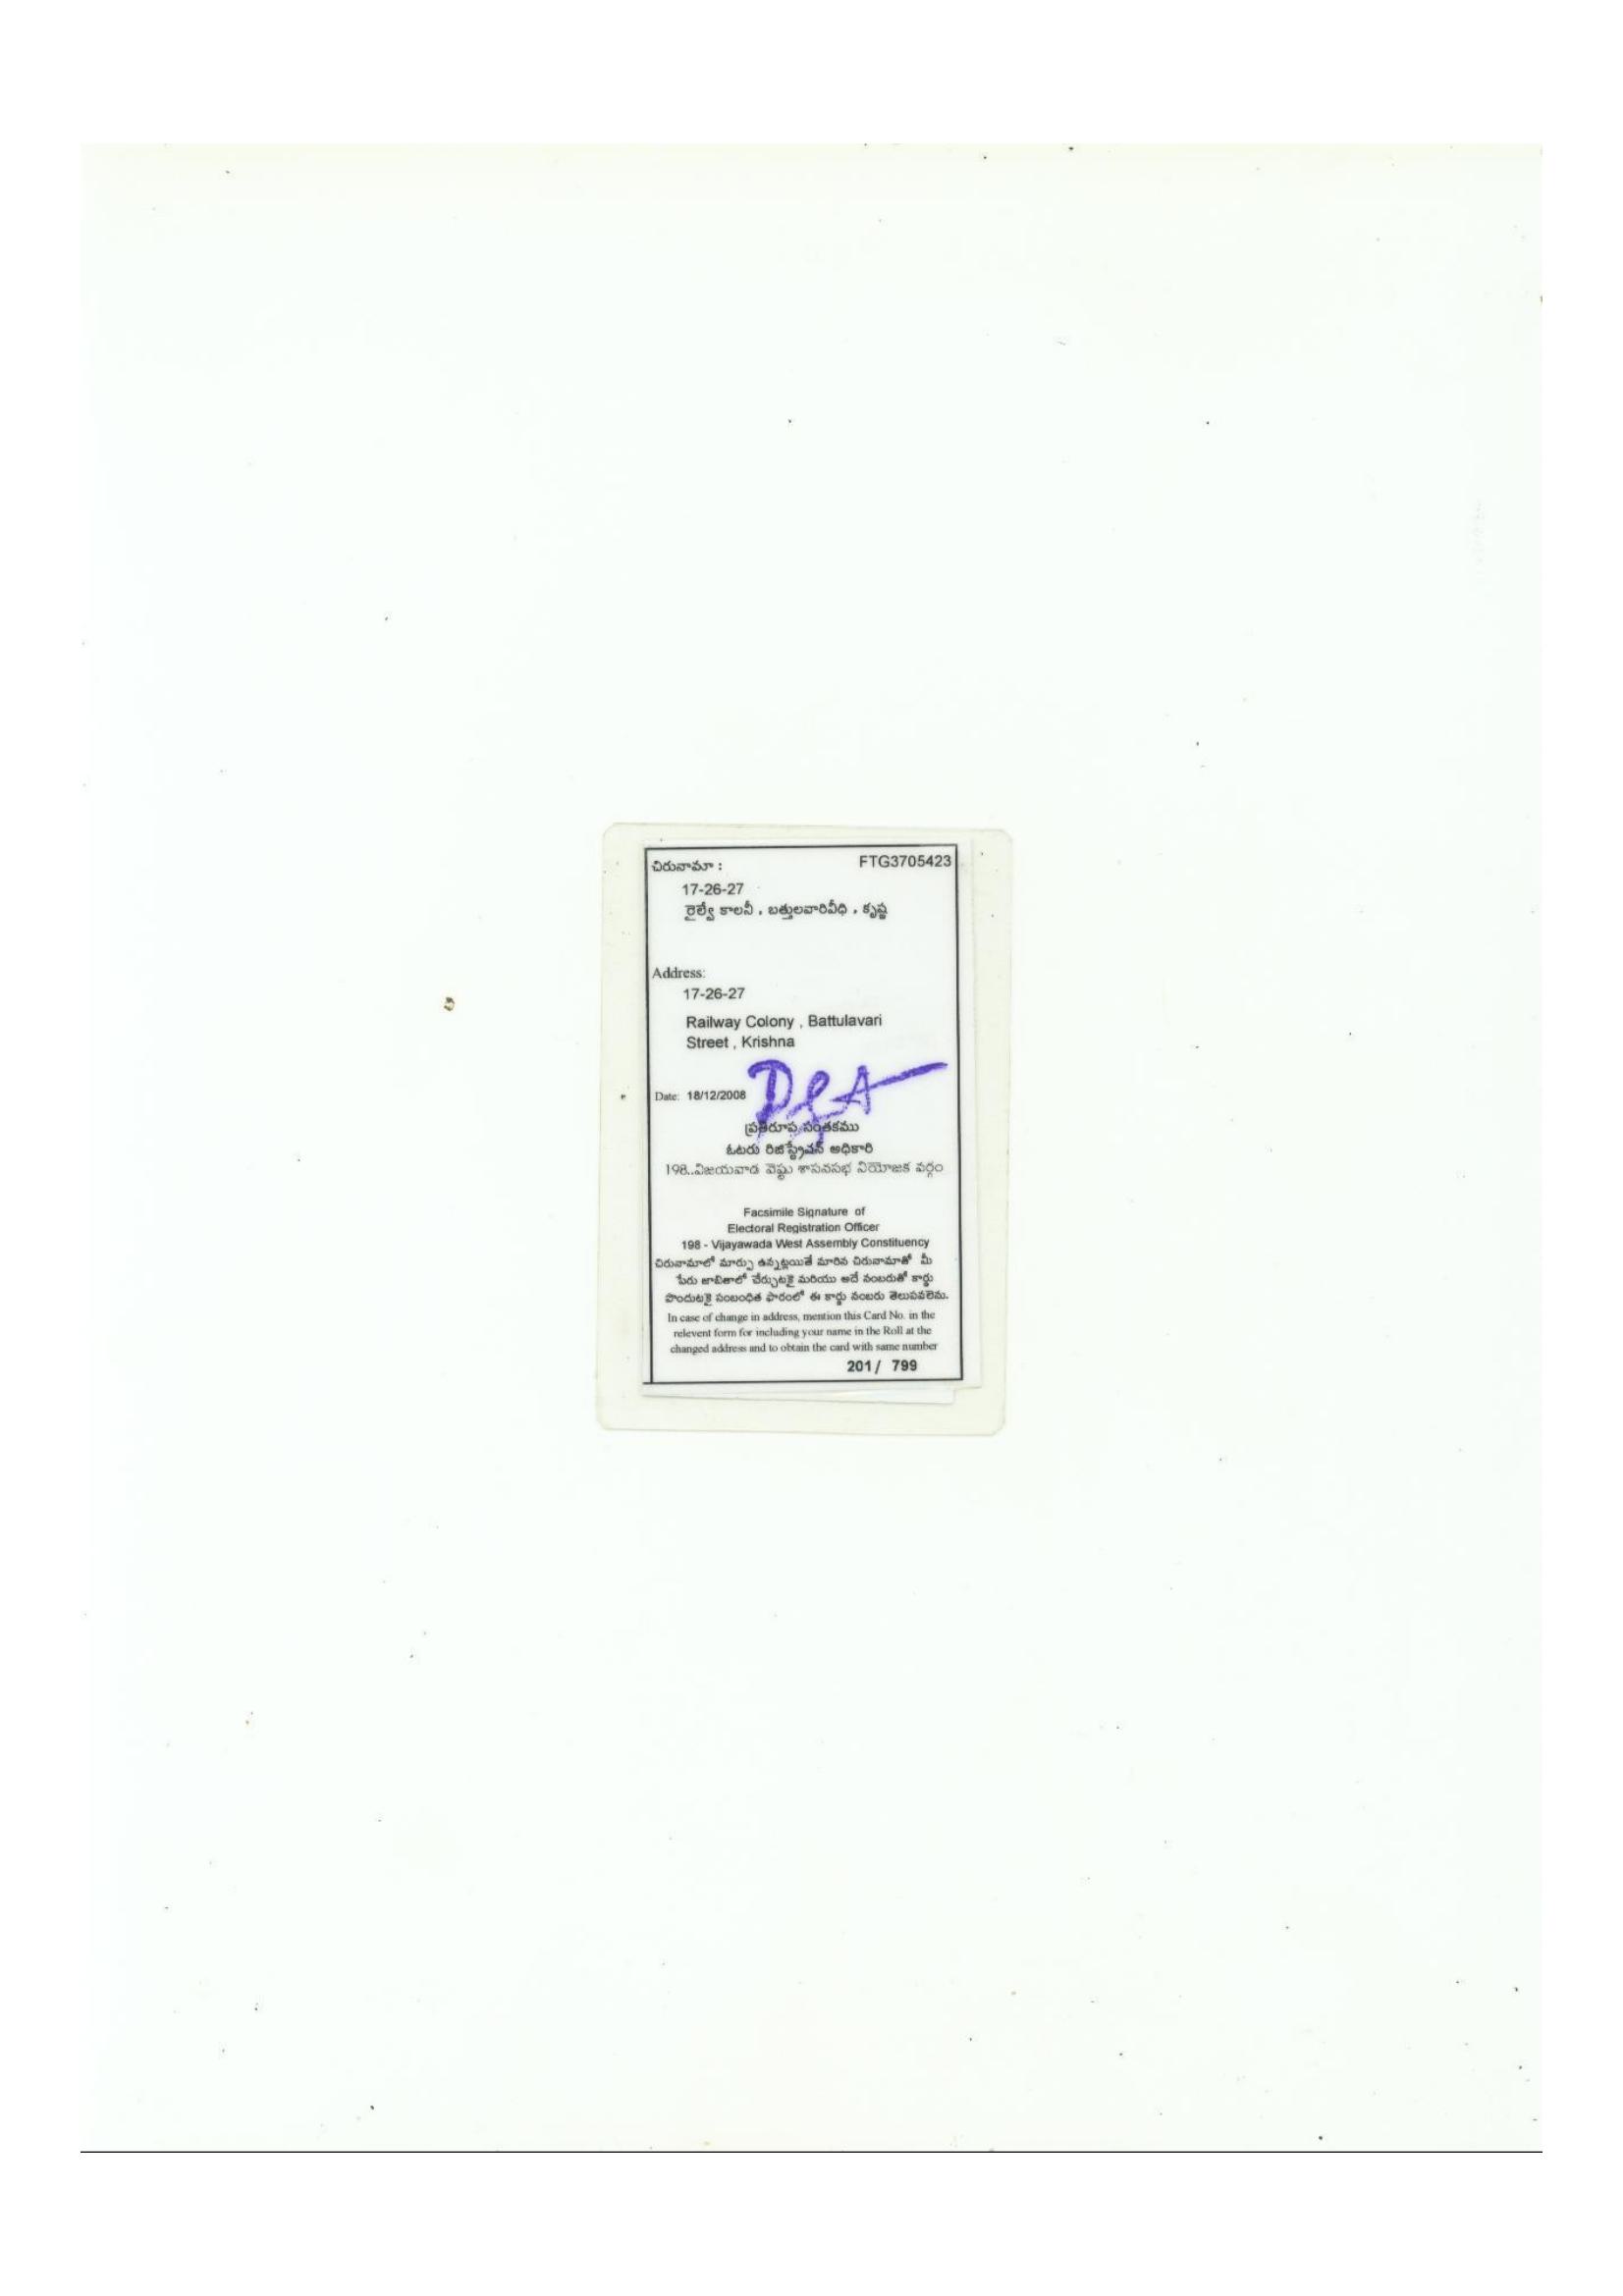 చిరునామా : FTG3705423
17-26-27
రైల్వే కాలనీ , బత్తులవారివీధి , కృష్ణ
Address:
17-26-27
Railway Colony , Battulavari
Street , Krishna
Date: 18/12/2008
ప్రతిరూప సంతకము
ఓటరు రిజిస్ట్రేషన్ అధికారి
198..విజయవాడ వెస్టు శాసనసభ నియోజక వర్గం
Facsimile Signature of
Electoral Registration Officer
198 - Vijayawada West Assembly Constituency
చిరునామాలో మార్పు ఉన్నట్లయితే మారిన చిరునామాతో మీ
పేరు జాబితాలో చేర్చుటకై మరియు అదే నంబరుతో కార్డు
పొందుటకై సంబంధిత ఫారంలో ఈ కార్డు నంబరు తెలుపవలెను.
In case of change in address, mention this Card No. in the
relevent form for including your name in the Roll at the
changed address and to obtain the card with same number
201 / 799